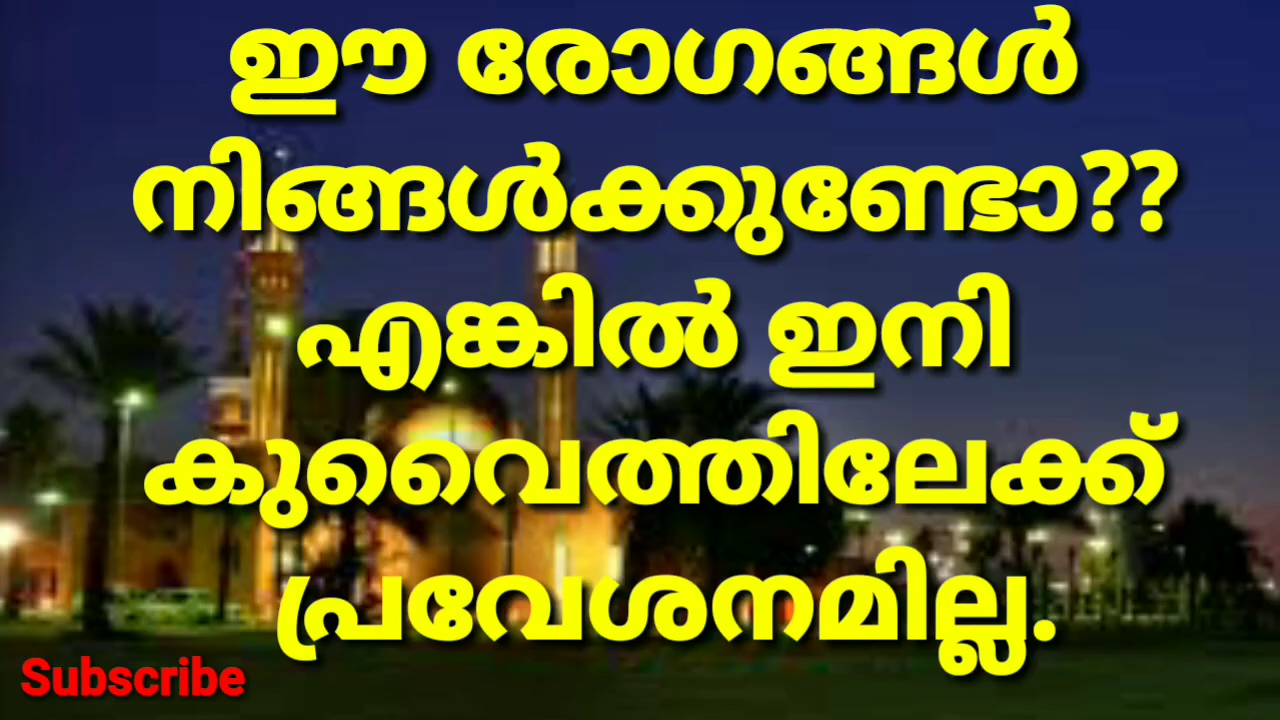 ഈ രോഗങ്ങൾ
നിങ്ങൾക്കുണ്ടോ??
എങ്കിൽ ഇനി
കുവൈത്തിലേക്ക്
പ്രവേശനമില്ല.
Subscribe